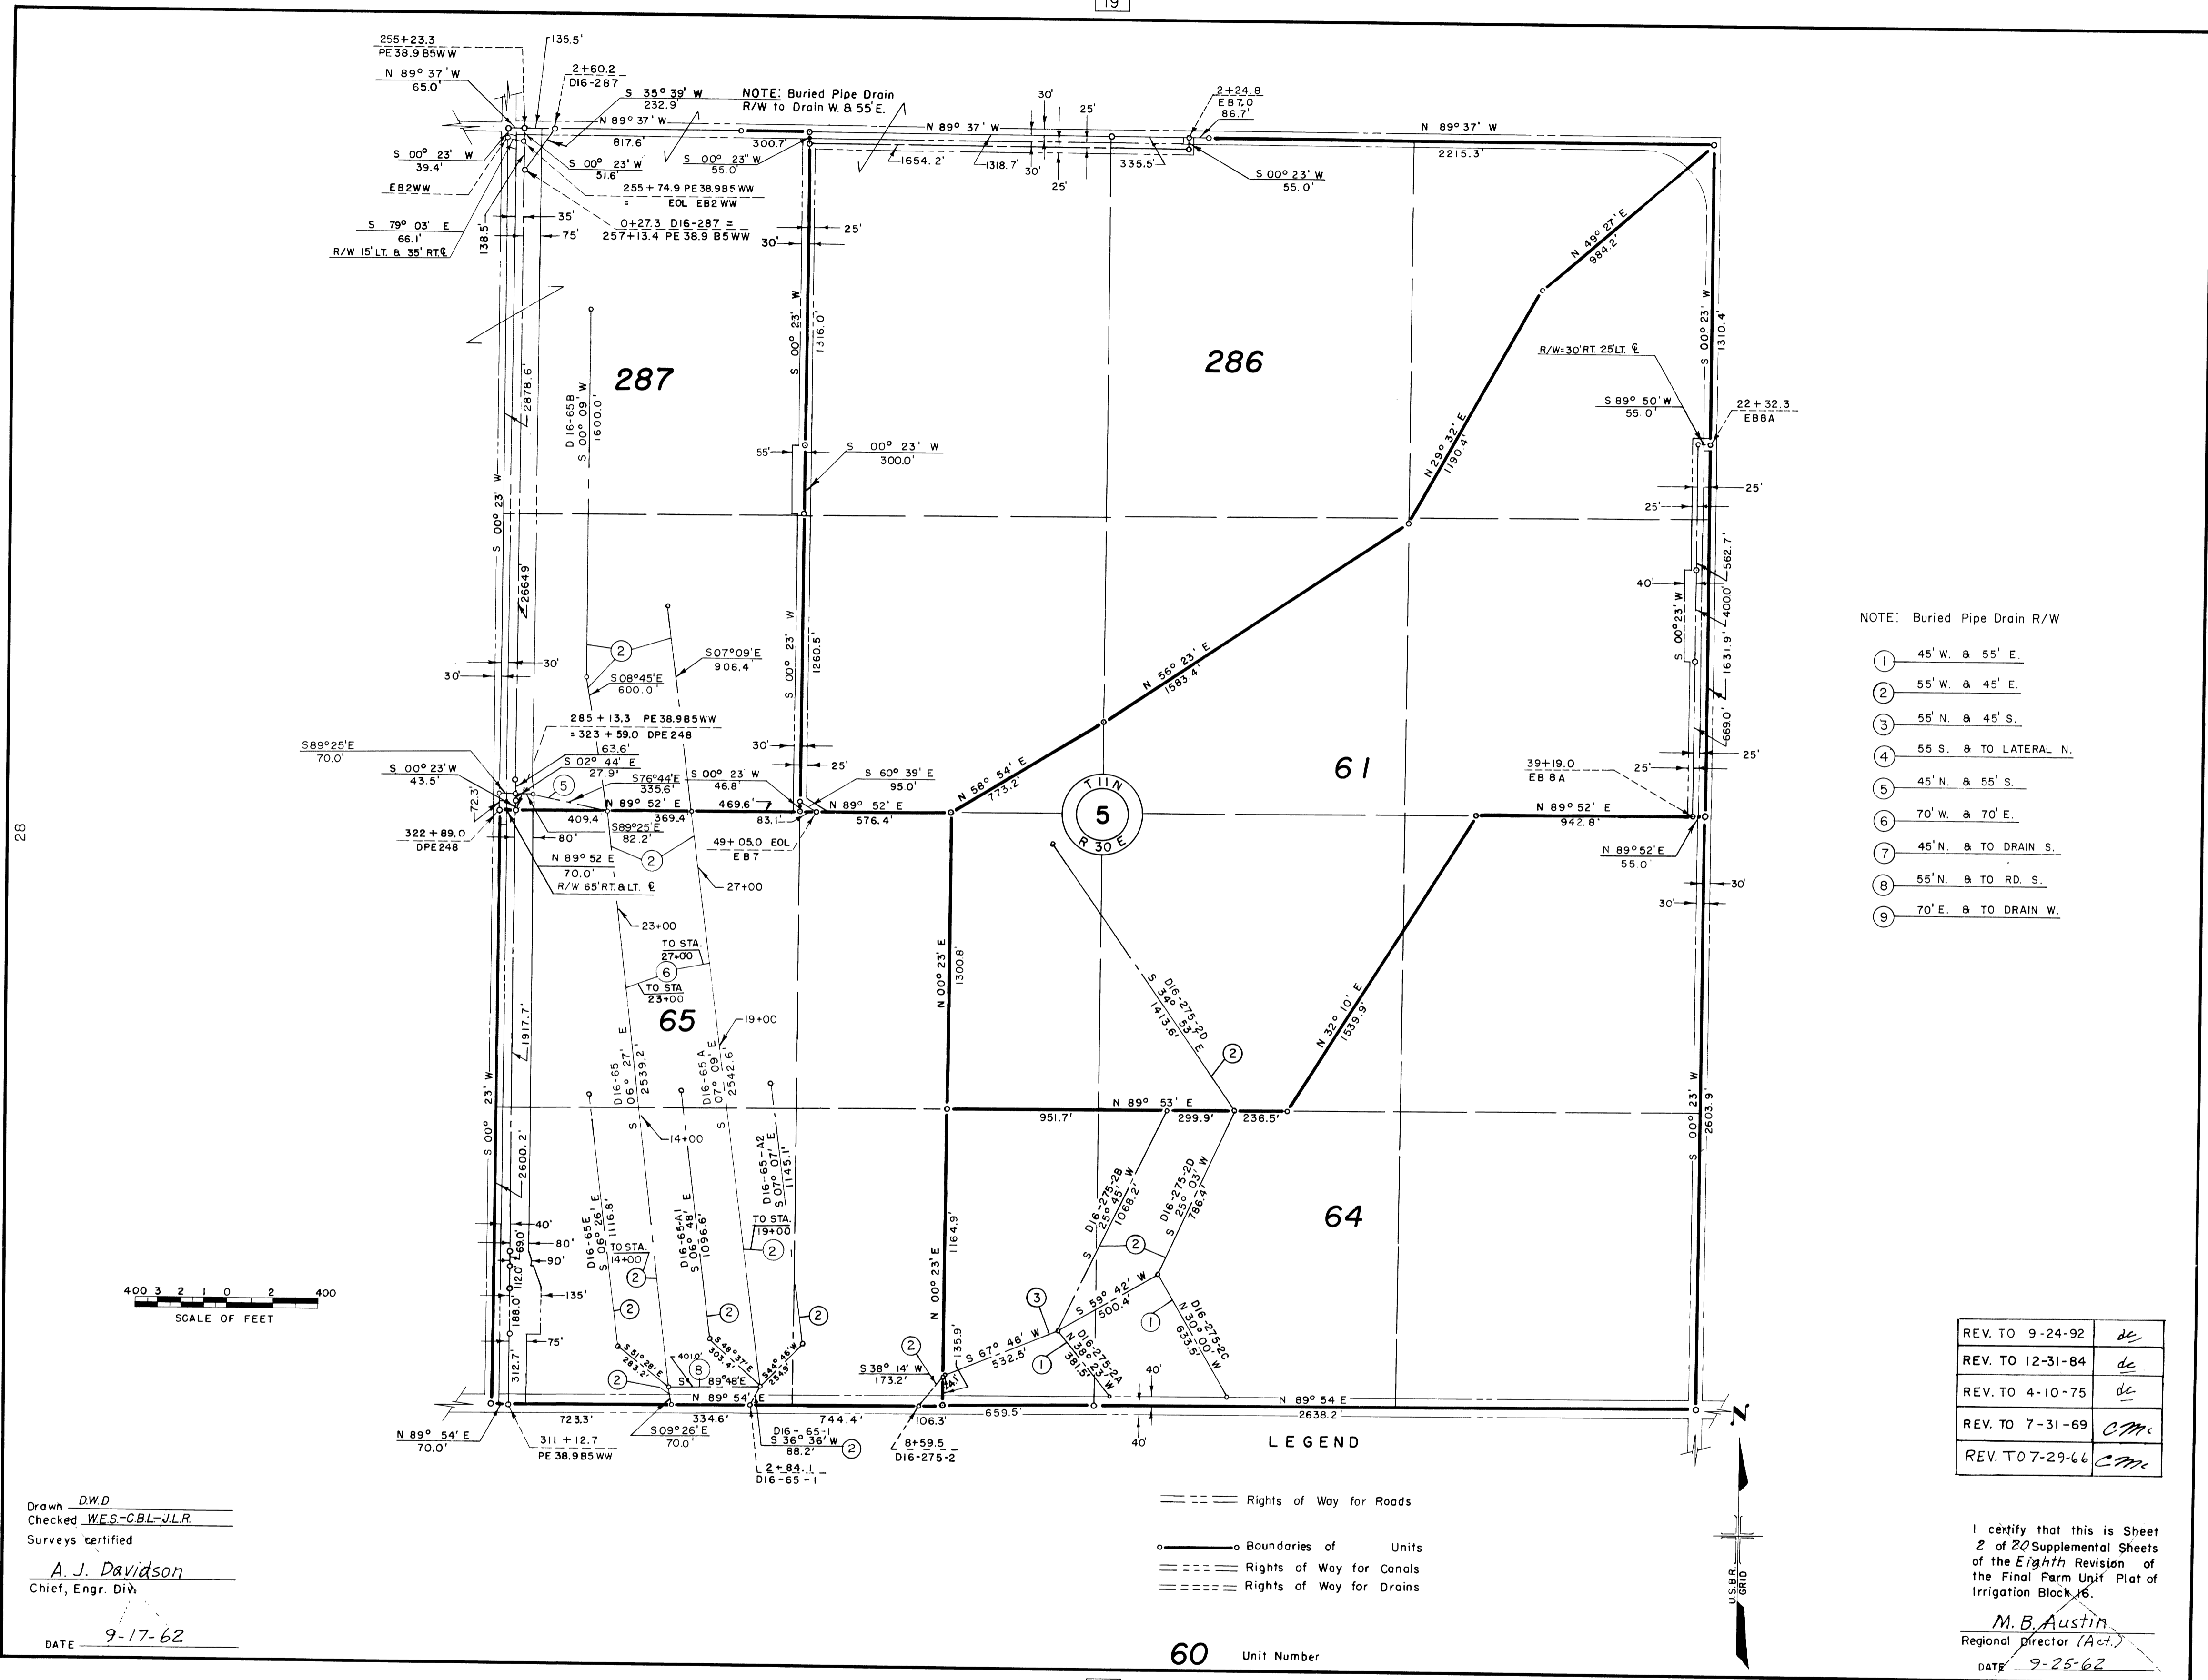 19
28
255+23.3
PE 38.9 B5WW
135.5'
N 89° 37' W
65.0'
2+60.2
D16-287
S 35° 39' W
232.9'
NOTE: Buried Pipe Drain
R/W to Drain W. & 55' E.
N 89° 37' W
817.6'
300.7'
S 00° 23' W
39.4'
S 00° 23' W
51.6'
S 00° 23' W
55.0'
EB2WW
255 + 74.9 PE 38.9 B5 WW
= EOL EB2 WW
S 79° 03' E
66.1'
R/W 15' LT. & 35' RT. ℄
138.5'
35'
75'
0+27.3 D16-287 =
257+13.4 PE 38.9 B5WW
N 89° 37' W
1654.2'
1318.7'
30'
30'
25'
25'
335.5'
2+24.8
EB7.0
86.7'
S 00° 23' W
55.0'
N 89° 37' W
2215.3'
25'
30'
S 00° 23' W
1316.0'
N 49° 27' E
984.2'
S 00° 23' W
1310.4'
287
286
R/W=30' RT. 25' LT. ℄
S 89° 50' W
55.0'
22 + 32.3
EB8A
2878.6'
D16-65B
S 00° 09' W
1600.0'
N 29° 32' E
1190.4'
55'
S 00° 23' W
300.0'
25'
25'
S 00° 23' W
2664.9'
562.7'
40'
400.0'
S 00° 23' W
1631.9'
669.0'
NOTE: Buried Pipe Drain R/W
1 45' W. & 55' E.
2 55' W. & 45' E.
3 55' N. & 45' S.
4 55 S. & TO LATERAL N.
5 45' N. & 55' S.
6 70' W. & 70' E.
7 45' N. & TO DRAIN S.
8 55' N. & TO RD. S.
9 70' E. & TO DRAIN W.
2
S07°09'E
906.4'
S08°45'E
600.0'
30'
30'
S 00° 23' W
1260.5'
N 56° 23' E
1583.4'
285 + 13.3 PE 38.9 B5WW
= 323 + 59.0 DPE 248
S89°25'E
70.0'
63.6'
S 02° 44' E
27.9'
S 00° 23' W
43.5'
72.3'
5
S76°44'E
335.6'
S 00° 23' W
46.8'
30'
25'
S 60° 39' E
95.0'
N 58° 54' E
773.2'
61
T 11 N
5
R 30 E
39+19.0
EB 8A
25'
25'
N 89° 52' E
469.6'
N 89° 52' E
409.4
369.4
83.1'
576.4'
N 89° 52' E
942.8'
322 + 89.0
DPE 248
80'
S89°25'E
82.2'
2
49+05.0 EOL
EB7
N 89° 52' E
70.0'
R/W 65' RT. & LT. ℄
N 89° 52' E
55.0'
27+00
30'
30'
23+00
TO STA.
27+00
6
TO STA
23+00
N 00° 23' E
1300.8'
65
1917.7'
19+00
D16-275-2D
S 34° 53' E
1413.6'
2
N 32° 10' E
1539.9'
D16-65
S 06° 27' E
2539.2'
D16-65A
S 07° 09' E
2542.6'
S 00° 23' W
14+00
N 89° 53' E
951.7'
299.9'
236.5'
S 00° 23' W
2603.9'
2600.2'
D16-65E
S 06° 26' E
1116.8'
D16-65-A1
S 06° 48' E
1096.6'
D16-65-A2
S 07° 07' E
1145.1'
D16-275-2B
S 25° 45' W
1068.2'
D16-275-2D
S 25° 03' W
786.4'
64
40'
80'
90'
69.0'
112.0'
135'
188.0'
75'
312.7'
TO STA.
14+00
2
TO STA.
19+00
2
N 00° 23' E
1164.9'
2
2
2
3
S 59° 42' W
500.4'
S 67° 46' W
532.5'
1
1
D16-275-2C
N 30° 00' W
633.5'
D16-275-2A
N 38° 23' W
381.5'
S 51° 28' E
283.2'
S 48° 37' E
303.4'
S 44° 46' W
254.9'
401.0'
8
S 89°48'E
2
2
S 38° 14' W
173.2'
135.9'
400 3 2 1 0 2 400
SCALE OF FEET
N 89° 54' E
723.3'
334.6'
744.4'
106.3'
659.5'
40'
40'
N 89° 54 E
2638.2'
N 89° 54' E
70.0'
311 + 12.7
PE 38.9 B5 WW
S 09° 26' E
70.0'
D16-65-1
S 36° 36' W
88.2'
2
2+84.1
D16-65-1
8+59.5
D16-275-2
LEGEND
Rights of Way for Roads
Boundaries of Units
Rights of Way for Canals
Rights of Way for Drains
60 Unit Number
N
U.S.B.R.
GRID
REV. TO 9-24-92 de
REV. TO 12-31-84 de
REV. TO 4-10-75 de
REV. TO 7-31-69 CMc
REV. TO 7-29-66 CMc
Drawn D.W.D
Checked W.E.S.-C.B.L-J.L.R.
Surveys certified
A. J. Davidson
Chief, Engr. Div.
DATE 9-17-62
I certify that this is Sheet
2 of 20 Supplemental Sheets
of the Eighth Revision of
the Final Farm Unit Plat of
Irrigation Block 16.
M. B. Austin
Regional Director (Act.)
DATE 9-25-62